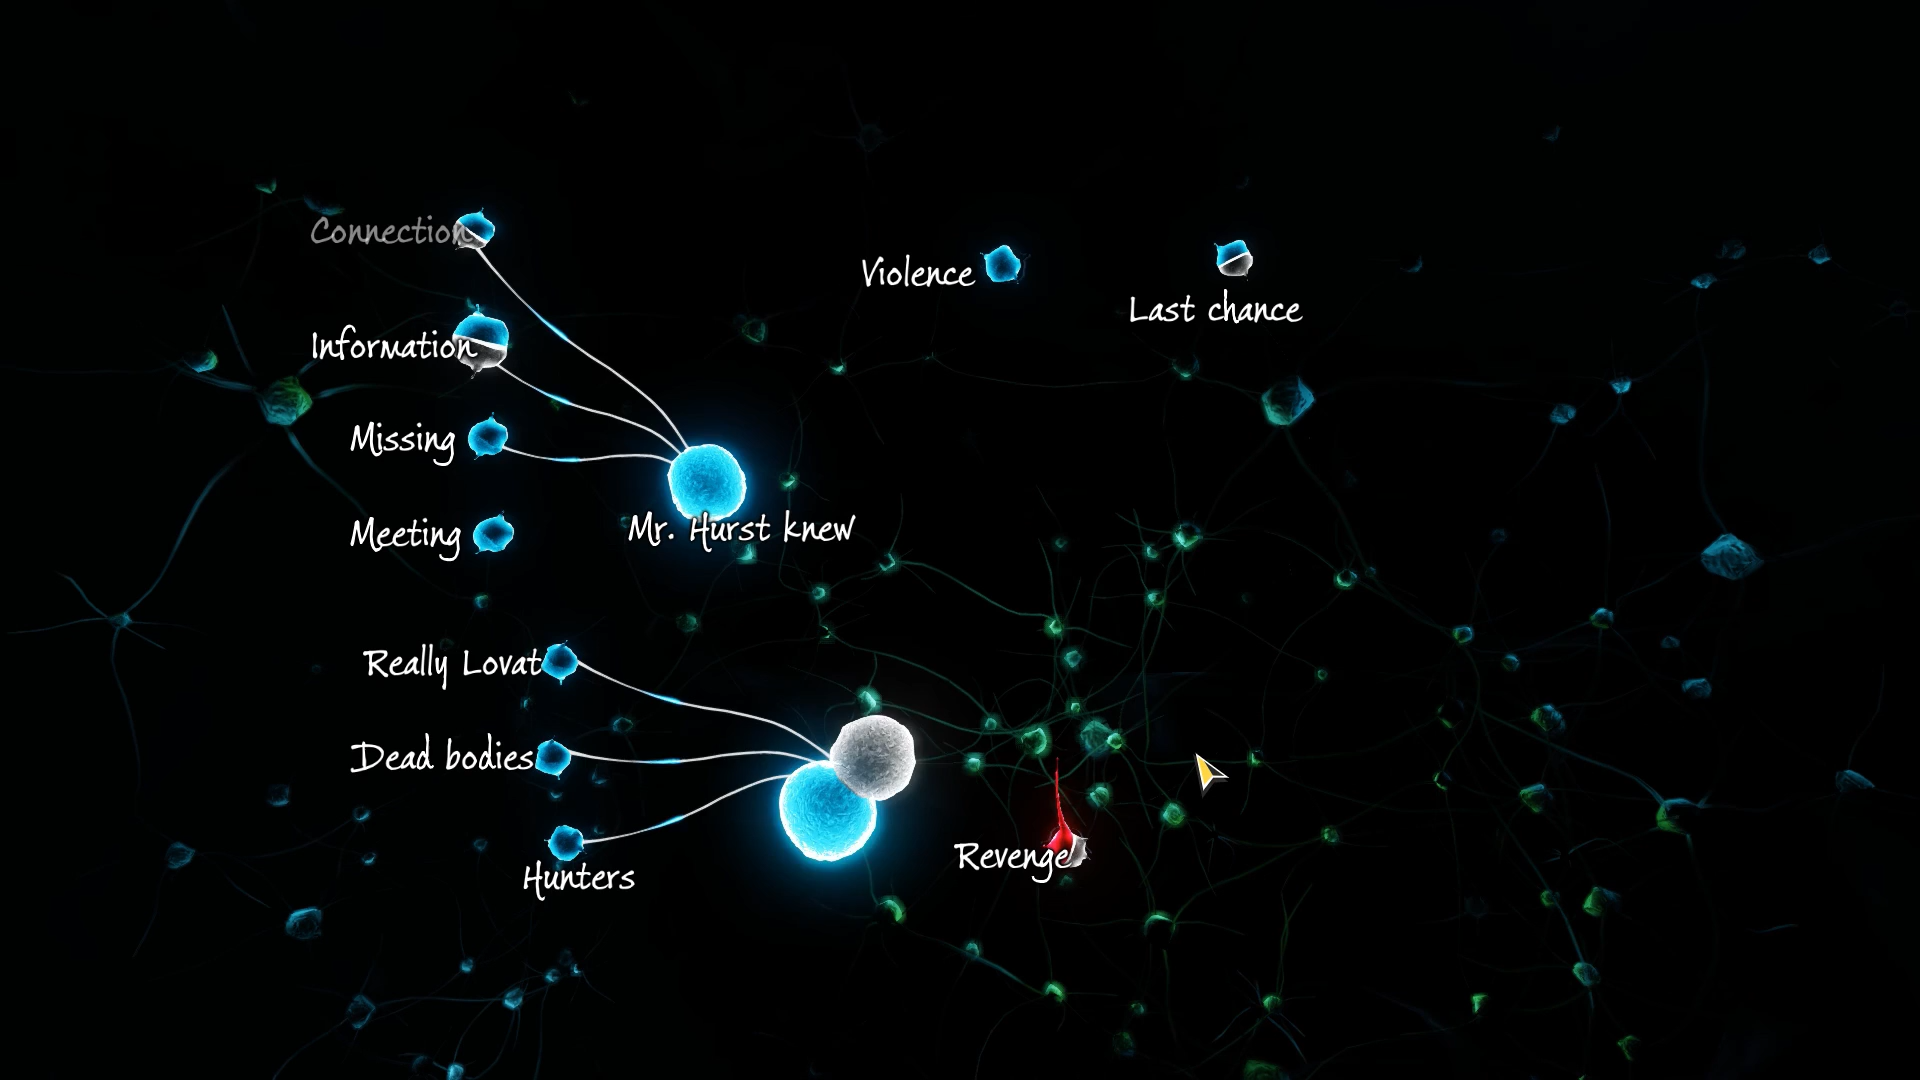 Connection
Violence
Last chance
Information
Missing
Meeting
Mr. Hurst knew
Really Lovat
Dead bodies
Revenge
Hunters